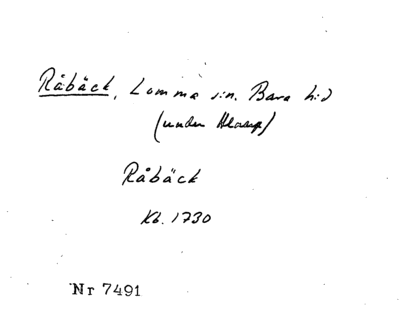 Råbäck, Lomma sn. Bara hd
(under Alnarp)
Råbäck
Kb. 1730
Nr 7491